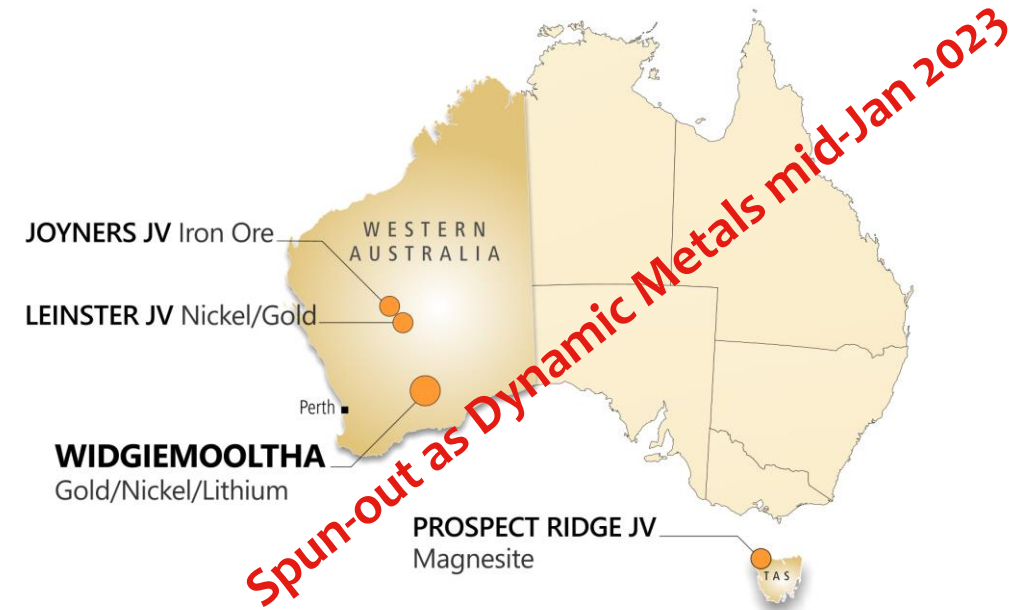 Spun-out as Dynamic Metals mid-Jan 2023
JOYNERS JV Iron Ore
WESTERN
AUSTRALIA
LEINSTER JV Nickel/Gold
Perth
WIDGIEMOOLTHA
Gold/Nickel/Lithium
PROSPECT RIDGE JV
Magnesite
TAS